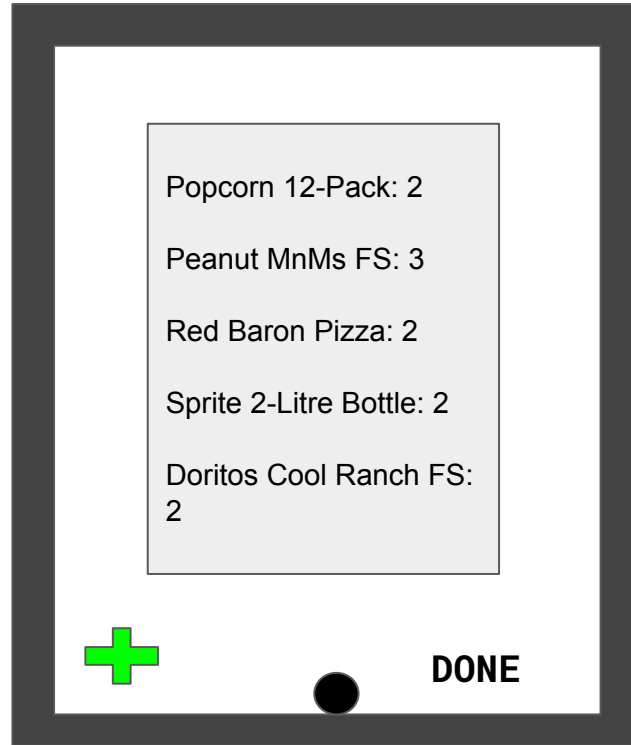 Popcorn 12-Pack: 2
Peanut MnMs FS: 3
Red Baron Pizza: 2
Sprite 2-Litre Bottle: 2
Doritos Cool Ranch FS:
2
DONE